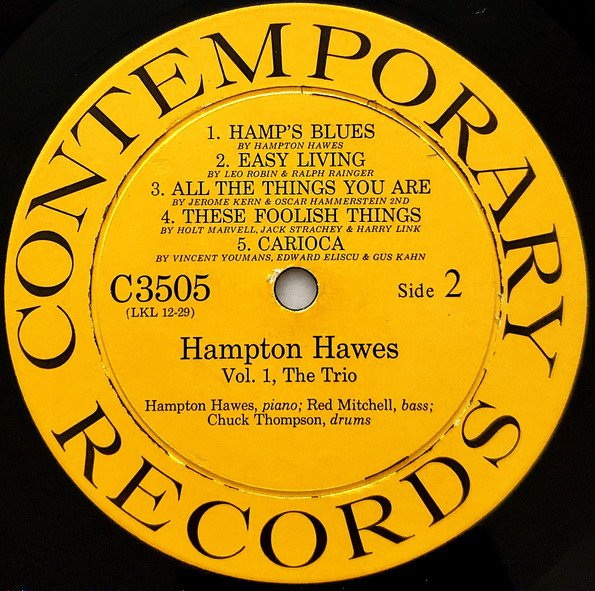 CONTEMPORARY
RECORDS
1. HAMP'S BLUES
BY HAMPTON HAWES
2. EASY LIVING
BY LEO ROBIN & RALPH RAINGER
3. ALL THE THINGS YOU ARE
BY JEROME KERN & OSCAR HAMMERSTEIN 2ND
4. THESE FOOLISH THINGS
BY HOLT MARVELL, JACK STRACHEY & HARRY LINK
5. CARIOCA
BY VINCENT YOUMANS, EDWARD ELISCU & GUS KAHN
C3505 Side 2
(LKL 12-29)
Hampton Hawes
Vol. 1, The Trio
Hampton Hawes, piano; Red Mitchell, bass;
Chuck Thompson, drums